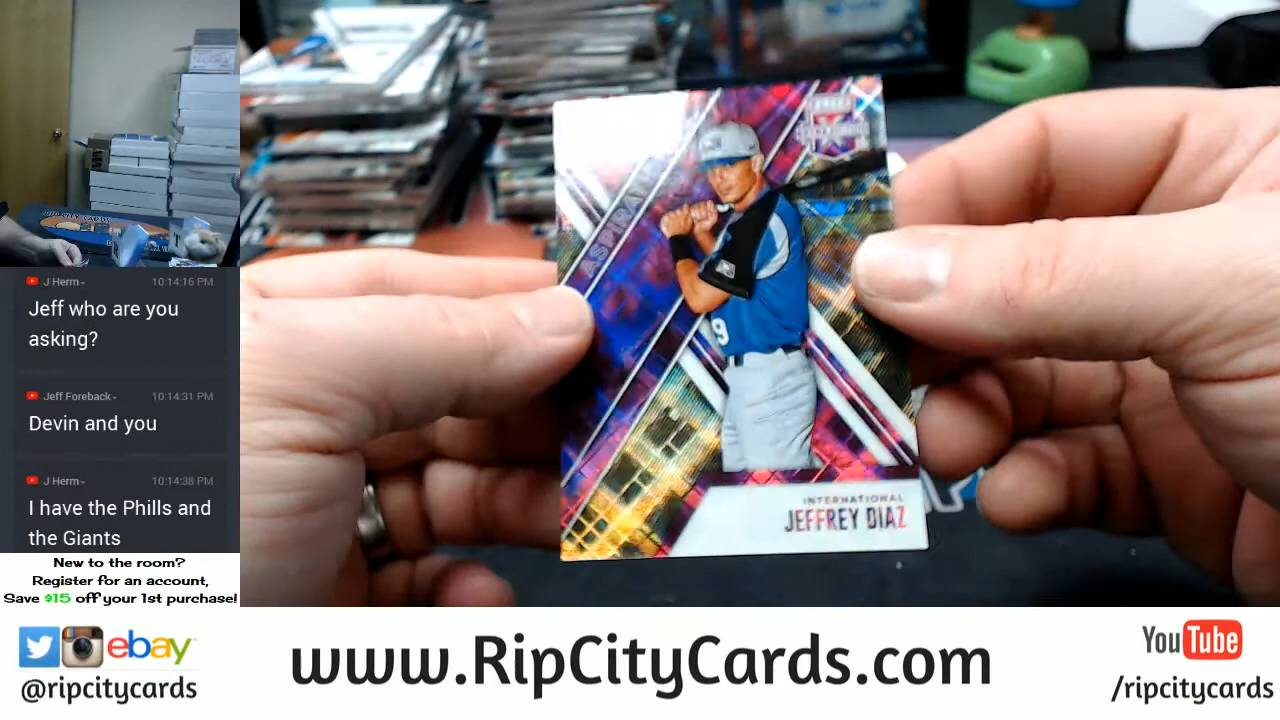 J Herm
10:14:16 PM
Jeff who are you
asking?
Jeff Foreback
10:14:31 PM
Devin and you
J Herm
10:14:38 PM
I have the Phills and
the Giants
New to the room?
Register for an account,
Save $15 off your 1st purchase!
INTERNATIONAL
JEFFREY DIAZ
9
ebay
@ripcitycards
www.RipCityCards.com
YouTube
/ripcitycards